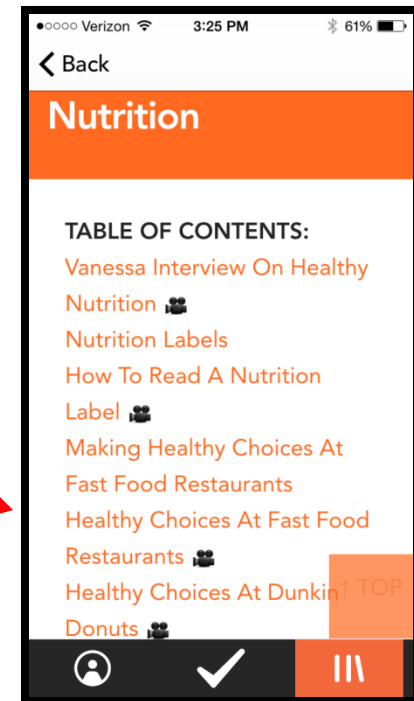 Verizon 3:25 PM 61%
Back
Nutrition
TABLE OF CONTENTS:
Vanessa Interview On Healthy
Nutrition
Nutrition Labels
How To Read A Nutrition
Label
Making Healthy Choices At
Fast Food Restaurants
Healthy Choices At Fast Food
Restaurants
Healthy Choices At Dunkin
↑ TOP
Donuts